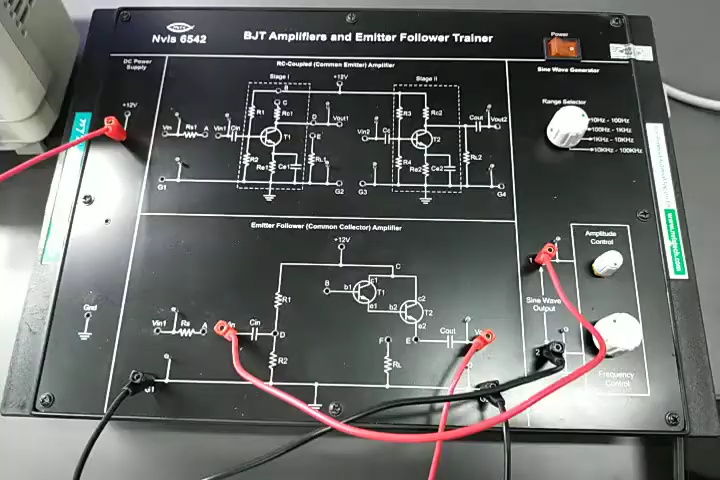 Nvis 6542
BJT Amplifiers and Emitter Follower Trainer
Power
DC Power
Supply
+12V
Gnd
RC-Coupled (Common Emitter) Amplifier
Stage I
+12V
Stage II
B
R1
C
Rc1
D
Vout1
Vin
Rs1
A
Vin1
Cin
T1
E
R2
Re1
Ce1
RL1
G1
G2
R3
Rc2
Cout
Vout2
Vin2
Cc
T2
R4
Re2
Ce2
RL2
G3
G4
Emitter Follower (Common Collector) Amplifier
+12V
C
R1
B
b1
c1
T1
e1
b2
c2
T2
e2
Vin1
Rs
A
Cin
D
R2
F
E
Cout
RL
G1
Sine Wave Generator
Range Selector
10Hz - 100Hz
100Hz - 1KHz
1KHz - 10KHz
10KHz - 100KHz
Amplitude
Control
Sine Wave
Output
2
Frequency
Control